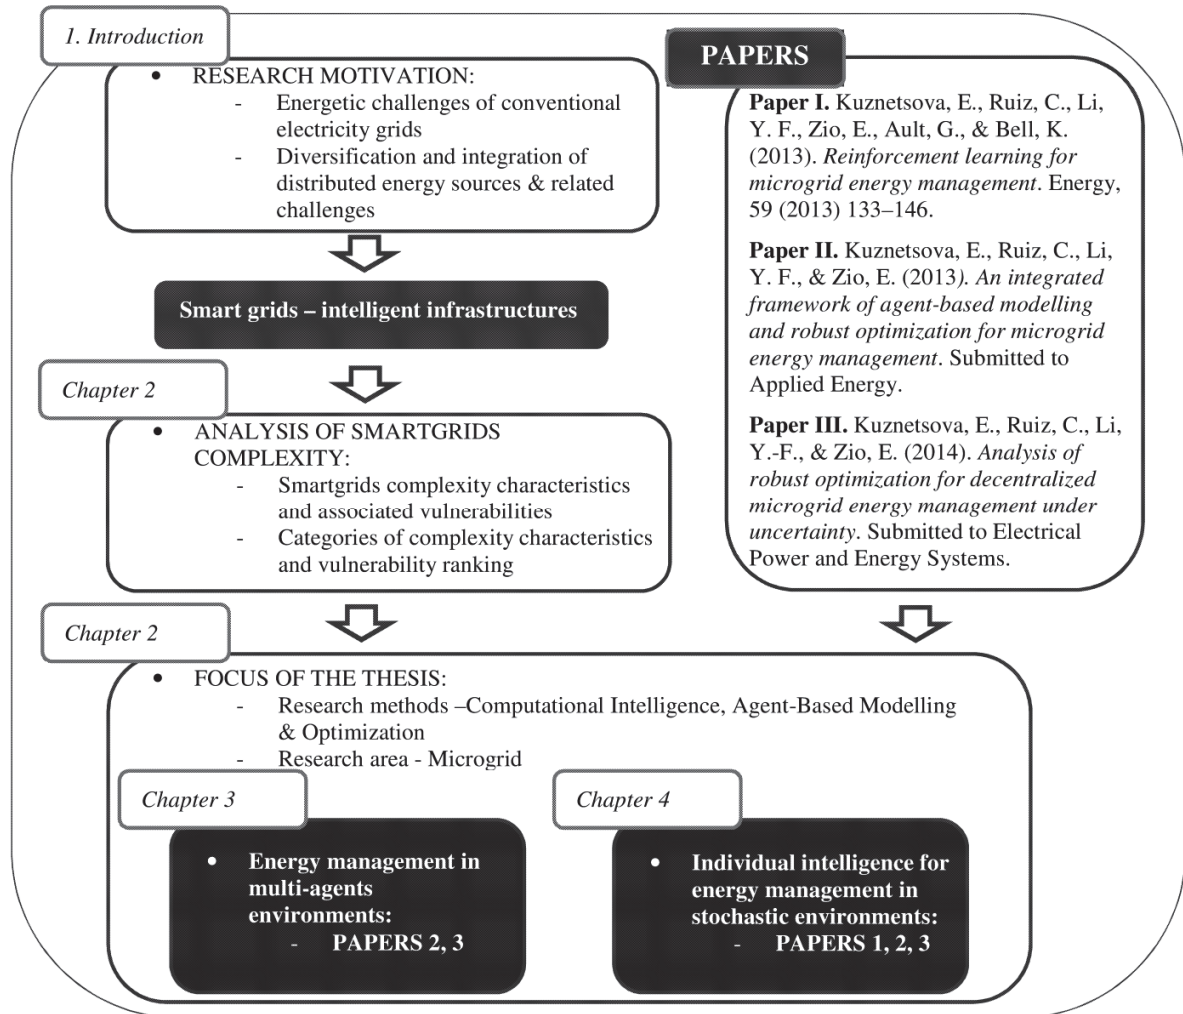 1. Introduction
• RESEARCH MOTIVATION:
- Energetic challenges of conventional
electricity grids
- Diversification and integration of
distributed energy sources & related
challenges
Smart grids – intelligent infrastructures
Chapter 2
• ANALYSIS OF SMARTGRIDS
COMPLEXITY:
- Smartgrids complexity characteristics
and associated vulnerabilities
- Categories of complexity characteristics
and vulnerability ranking
PAPERS
Paper I. Kuznetsova, E., Ruiz, C., Li,
Y. F., Zio, E., Ault, G., & Bell, K.
(2013). Reinforcement learning for
microgrid energy management. Energy,
59 (2013) 133–146.
Paper II. Kuznetsova, E., Ruiz, C., Li,
Y. F., & Zio, E. (2013). An integrated
framework of agent-based modelling
and robust optimization for microgrid
energy management. Submitted to
Applied Energy.
Paper III. Kuznetsova, E., Ruiz, C., Li,
Y.-F., & Zio, E. (2014). Analysis of
robust optimization for decentralized
microgrid energy management under
uncertainty. Submitted to Electrical
Power and Energy Systems.
Chapter 2
• FOCUS OF THE THESIS:
- Research methods –Computational Intelligence, Agent-Based Modelling
& Optimization
- Research area - Microgrid
Chapter 3
• Energy management in
multi-agents
environments:
- PAPERS 2, 3
Chapter 4
• Individual intelligence for
energy management in
stochastic environments:
- PAPERS 1, 2, 3